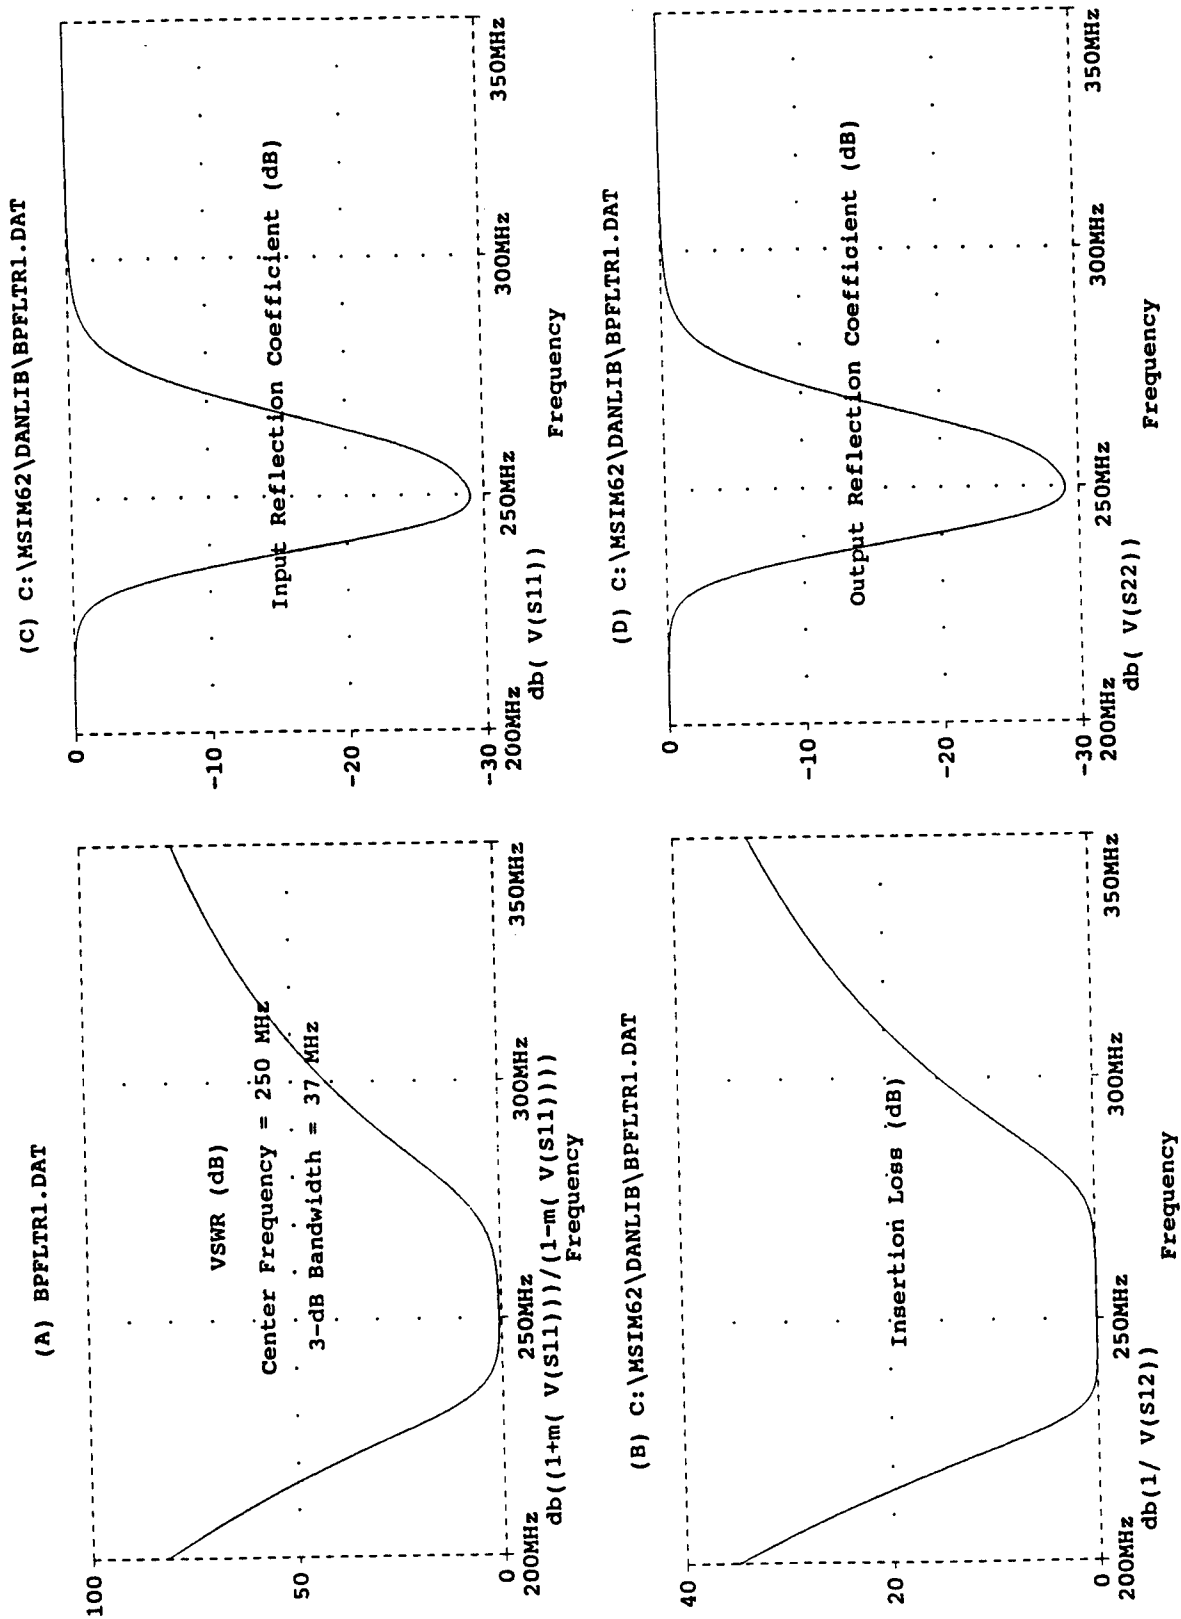 (A) BPFLTR1.DAT
100
50
0
VSWR (dB)
Center Frequency = 250 MHz
3-dB Bandwidth = 37 MHz
200MHz 250MHz 300MHz 350MHz
db((1+m( V(S11)))/(1-m( V(S11))))
Frequency
(C) C:\MSIM62\DANLIB\BPFLTR1.DAT
0
-10
-20
-30
Input Reflection Coefficient (dB)
200MHz 250MHz 300MHz 350MHz
db( V(S11))
Frequency
(B) C:\MSIM62\DANLIB\BPFLTR1.DAT
40
20
0
Insertion Loss (dB)
200MHz 250MHz 300MHz 350MHz
db(1/ V(S12))
Frequency
(D) C:\MSIM62\DANLIB\BPFLTR1.DAT
0
-10
-20
-30
Output Reflection Coefficient (dB)
200MHz 250MHz 300MHz 350MHz
db( V(S22))
Frequency